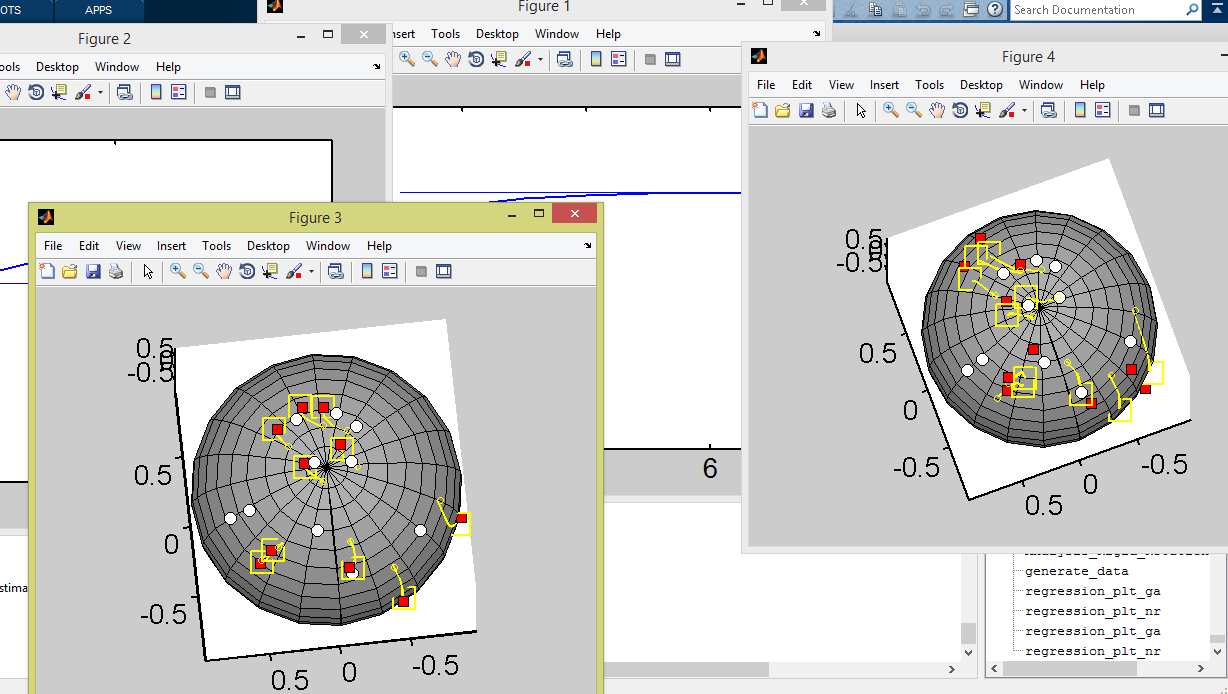 OTS APPS
Search Documentation
Figure 1
nsert Tools Desktop Window Help
Figure 2
ools Desktop Window Help
Figure 4
File Edit View Insert Tools Desktop Window Help
0.5
-0.5
0.5
0
-0.5
0.5
0
-0.5
6
Figure 3
File Edit View Insert Tools Desktop Window Help
0.5
-0.5
0.5
0
-0.5
0.5
0
-0.5
stima
generate_data
regression_plt_ga
regression_plt_nr
regression_plt_ga
regression_plt_nr